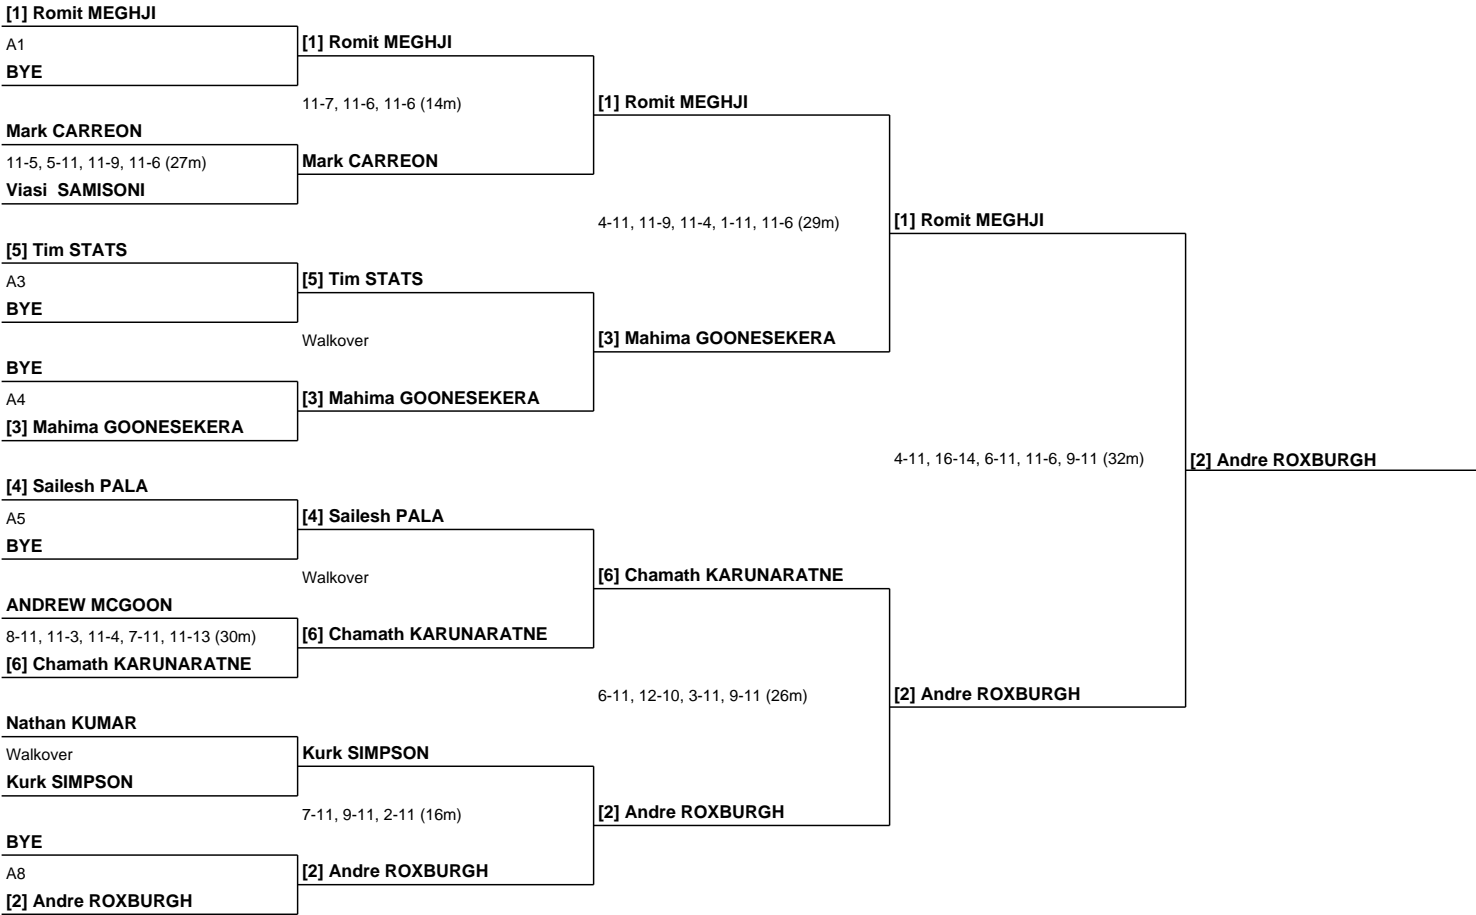 [1] Romit MEGHJI
A1
BYE
Mark CARREON
11-5, 5-11, 11-9, 11-6 (27m)
Viasi  SAMISONI
[5] Tim STATS
A3
BYE
BYE
A4
[3] Mahima GOONESEKERA
[4] Sailesh PALA
A5
BYE
ANDREW MCGOON
8-11, 11-3, 11-4, 7-11, 11-13 (30m)
[6] Chamath KARUNARATNE
Nathan KUMAR
Walkover
Kurk SIMPSON
BYE
A8
[2] Andre ROXBURGH
[1] Romit MEGHJI
11-7, 11-6, 11-6 (14m)
Mark CARREON
[5] Tim STATS
Walkover
[3] Mahima GOONESEKERA
[4] Sailesh PALA
Walkover
[6] Chamath KARUNARATNE
Kurk SIMPSON
7-11, 9-11, 2-11 (16m)
[2] Andre ROXBURGH
[1] Romit MEGHJI
4-11, 11-9, 11-4, 1-11, 11-6 (29m)
[3] Mahima GOONESEKERA
[6] Chamath KARUNARATNE
6-11, 12-10, 3-11, 9-11 (26m)
[2] Andre ROXBURGH
[1] Romit MEGHJI
4-11, 16-14, 6-11, 11-6, 9-11 (32m)
[2] Andre ROXBURGH
[2] Andre ROXBURGH